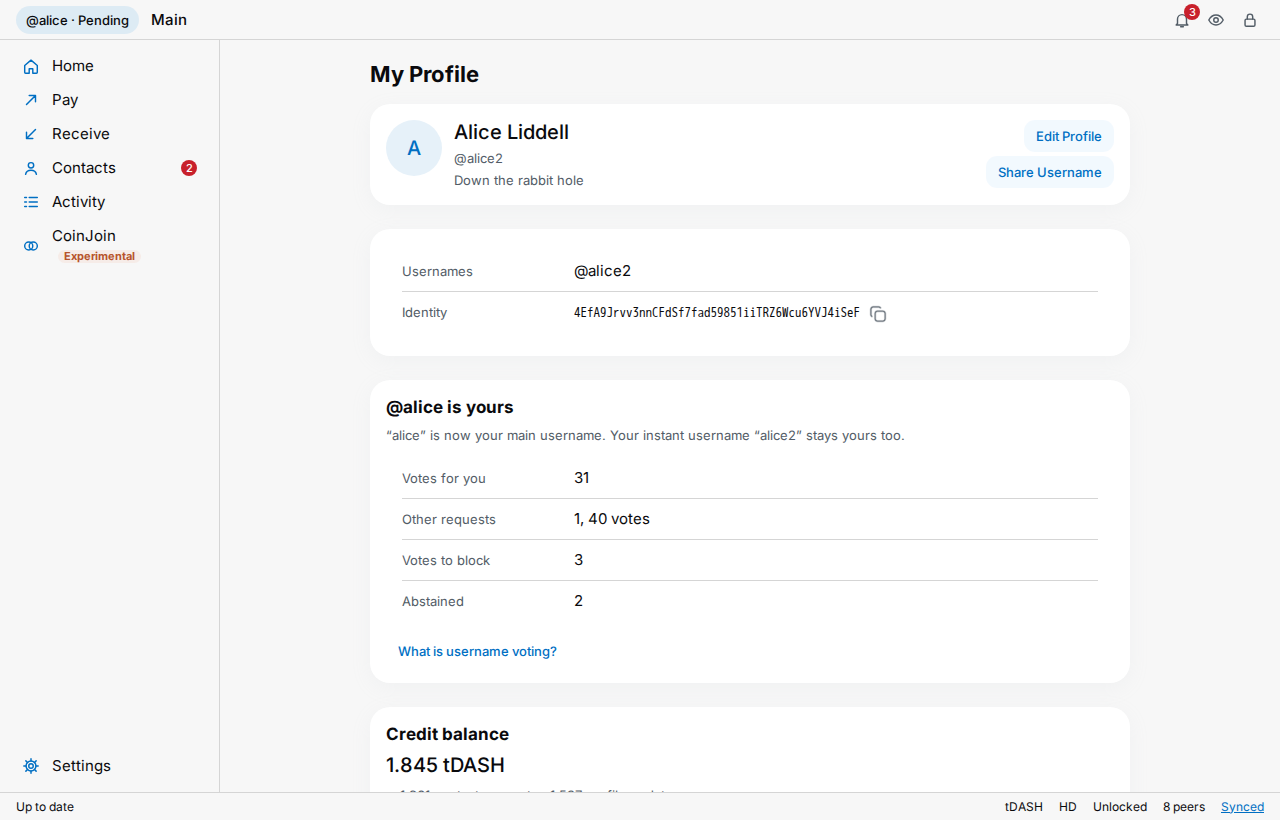 @alice · Pending
Main
3
Home
Pay
Receive
Contacts
2
Activity
CoinJoin
Experimental
Settings
My Profile
A
Alice Liddell
@alice2
Down the rabbit hole
Edit Profile
Share Username
Usernames
@alice2
Identity
4EfA9Jrvv3nnCFdSf7fad59851iiTRZ6Wcu6YVJ4iSeF
@alice is yours
“alice” is now your main username. Your instant username “alice2” stays yours too.
Votes for you
31
Other requests
1, 40 votes
Votes to block
3
Abstained
2
What is username voting?
Credit balance
1.845 tDASH
Up to date
tDASH
HD
Unlocked
8 peers
Synced